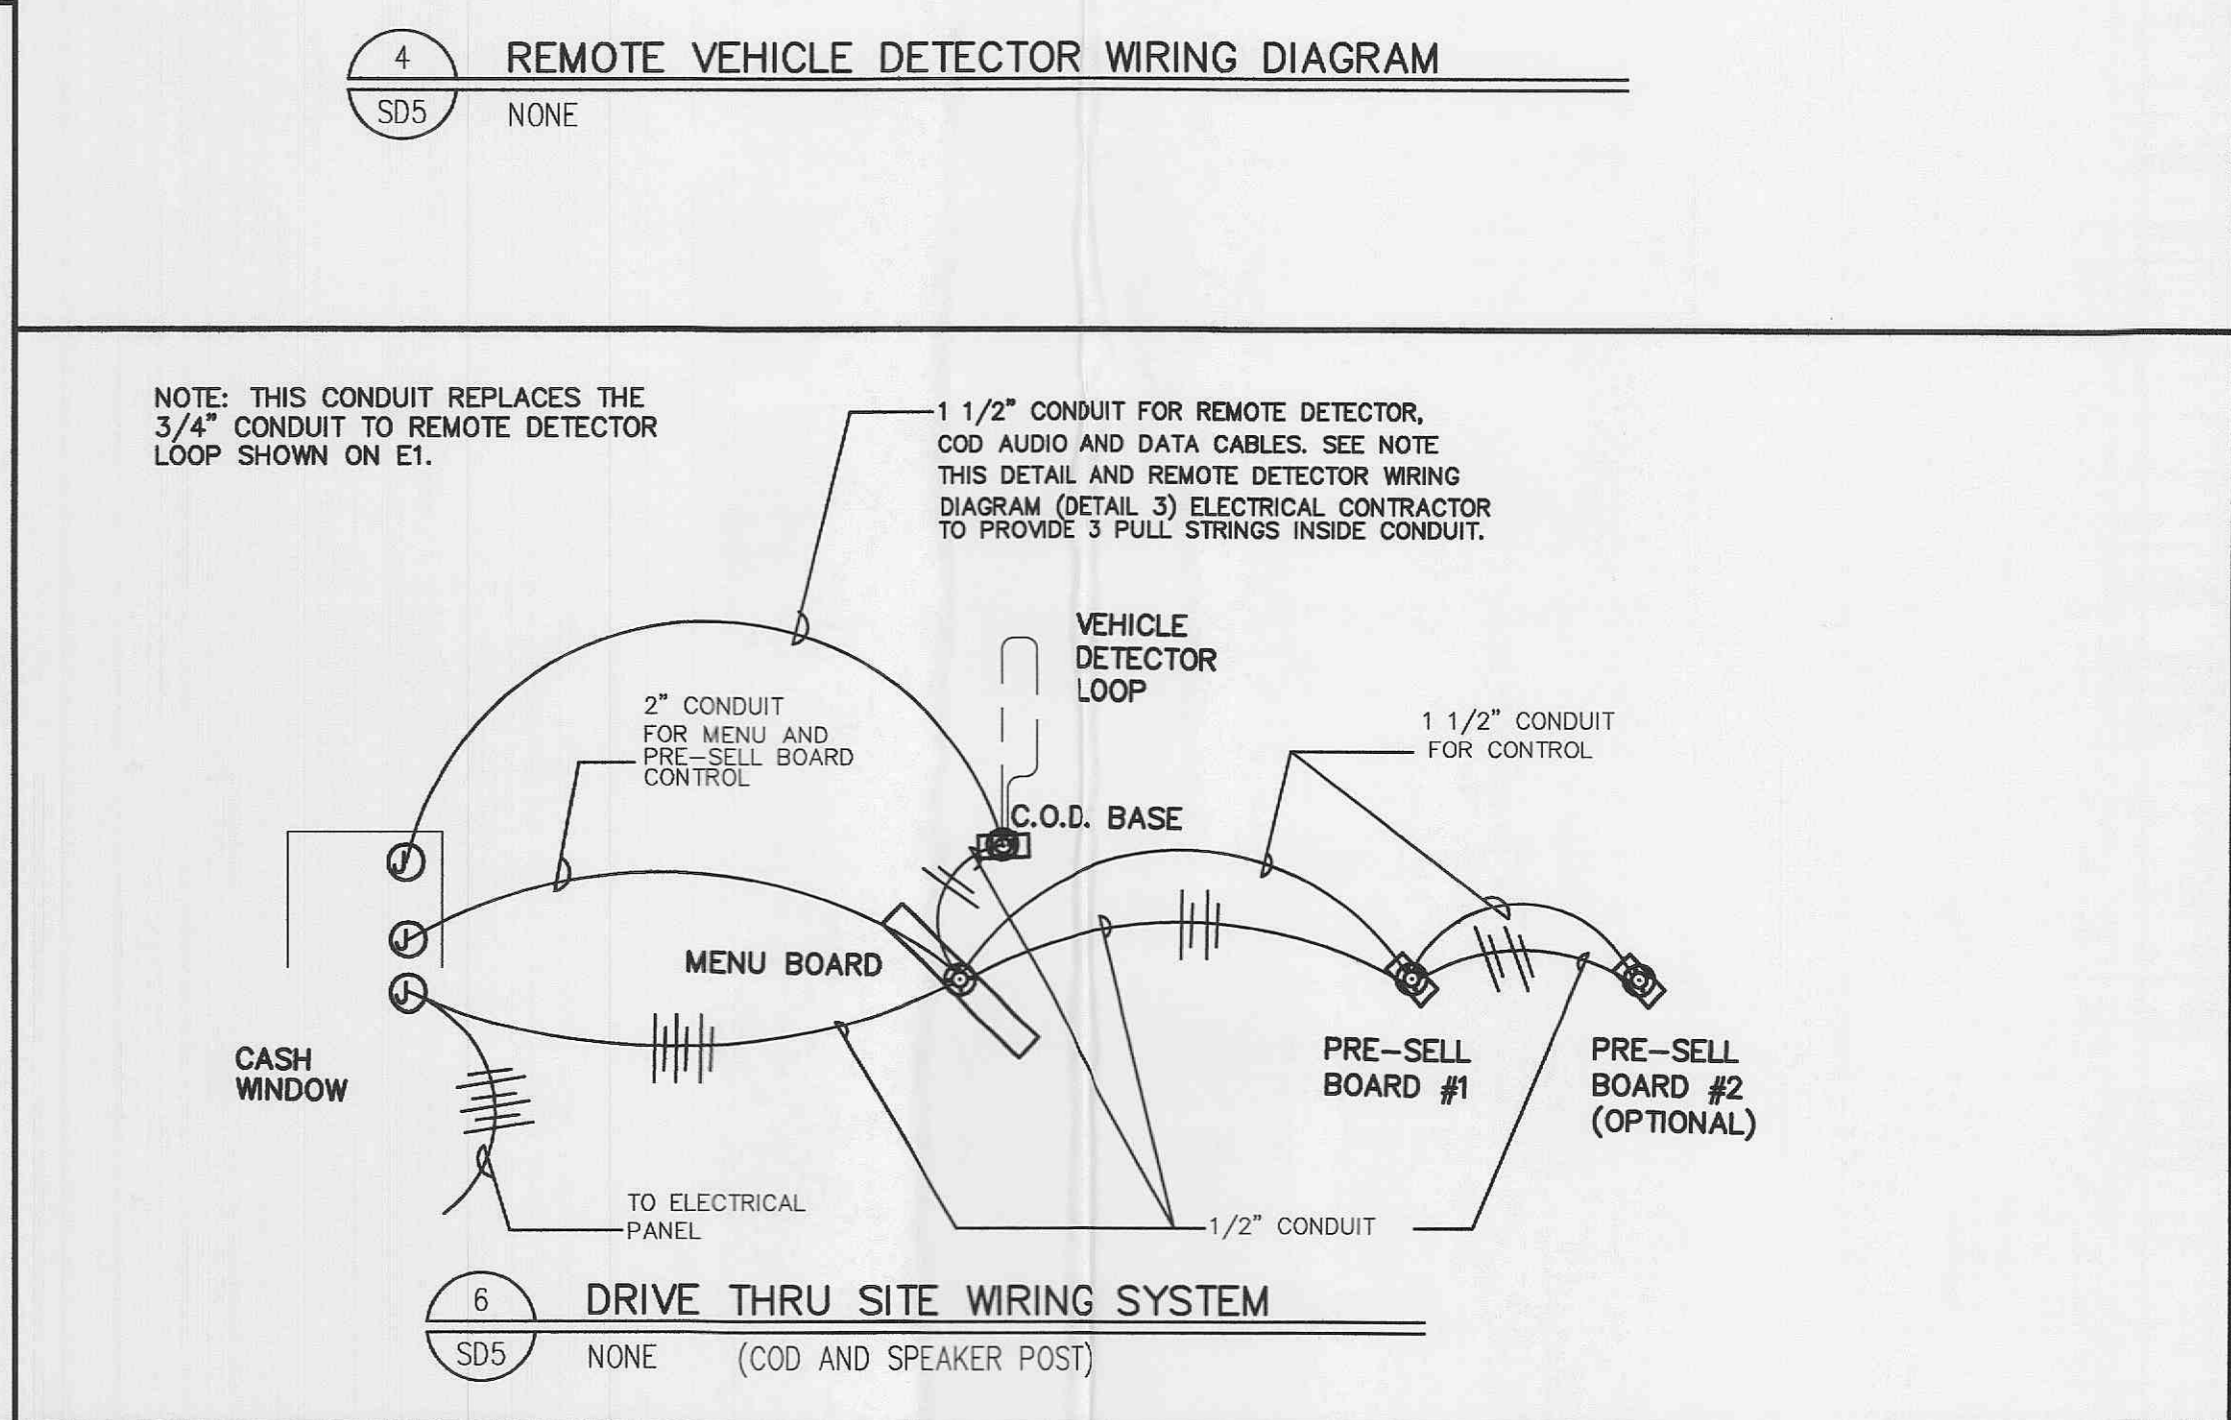 4
REMOTE VEHICLE DETECTOR WIRING DIAGRAM
SD5
NONE
NOTE: THIS CONDUIT REPLACES THE
3/4" CONDUIT TO REMOTE DETECTOR
LOOP SHOWN ON E1.
1 1/2" CONDUIT FOR REMOTE DETECTOR,
COD AUDIO AND DATA CABLES. SEE NOTE
THIS DETAIL AND REMOTE DETECTOR WIRING
DIAGRAM (DETAIL 3) ELECTRICAL CONTRACTOR
TO PROVIDE 3 PULL STRINGS INSIDE CONDUIT.
VEHICLE
DETECTOR
LOOP
2" CONDUIT
FOR MENU AND
PRE-SELL BOARD
CONTROL
1 1/2" CONDUIT
FOR CONTROL
C.O.D. BASE
J
J
J
MENU BOARD
CASH
WINDOW
PRE-SELL
BOARD #1
PRE-SELL
BOARD #2
(OPTIONAL)
TO ELECTRICAL
PANEL
1/2" CONDUIT
6
DRIVE THRU SITE WIRING SYSTEM
SD5
NONE (COD AND SPEAKER POST)